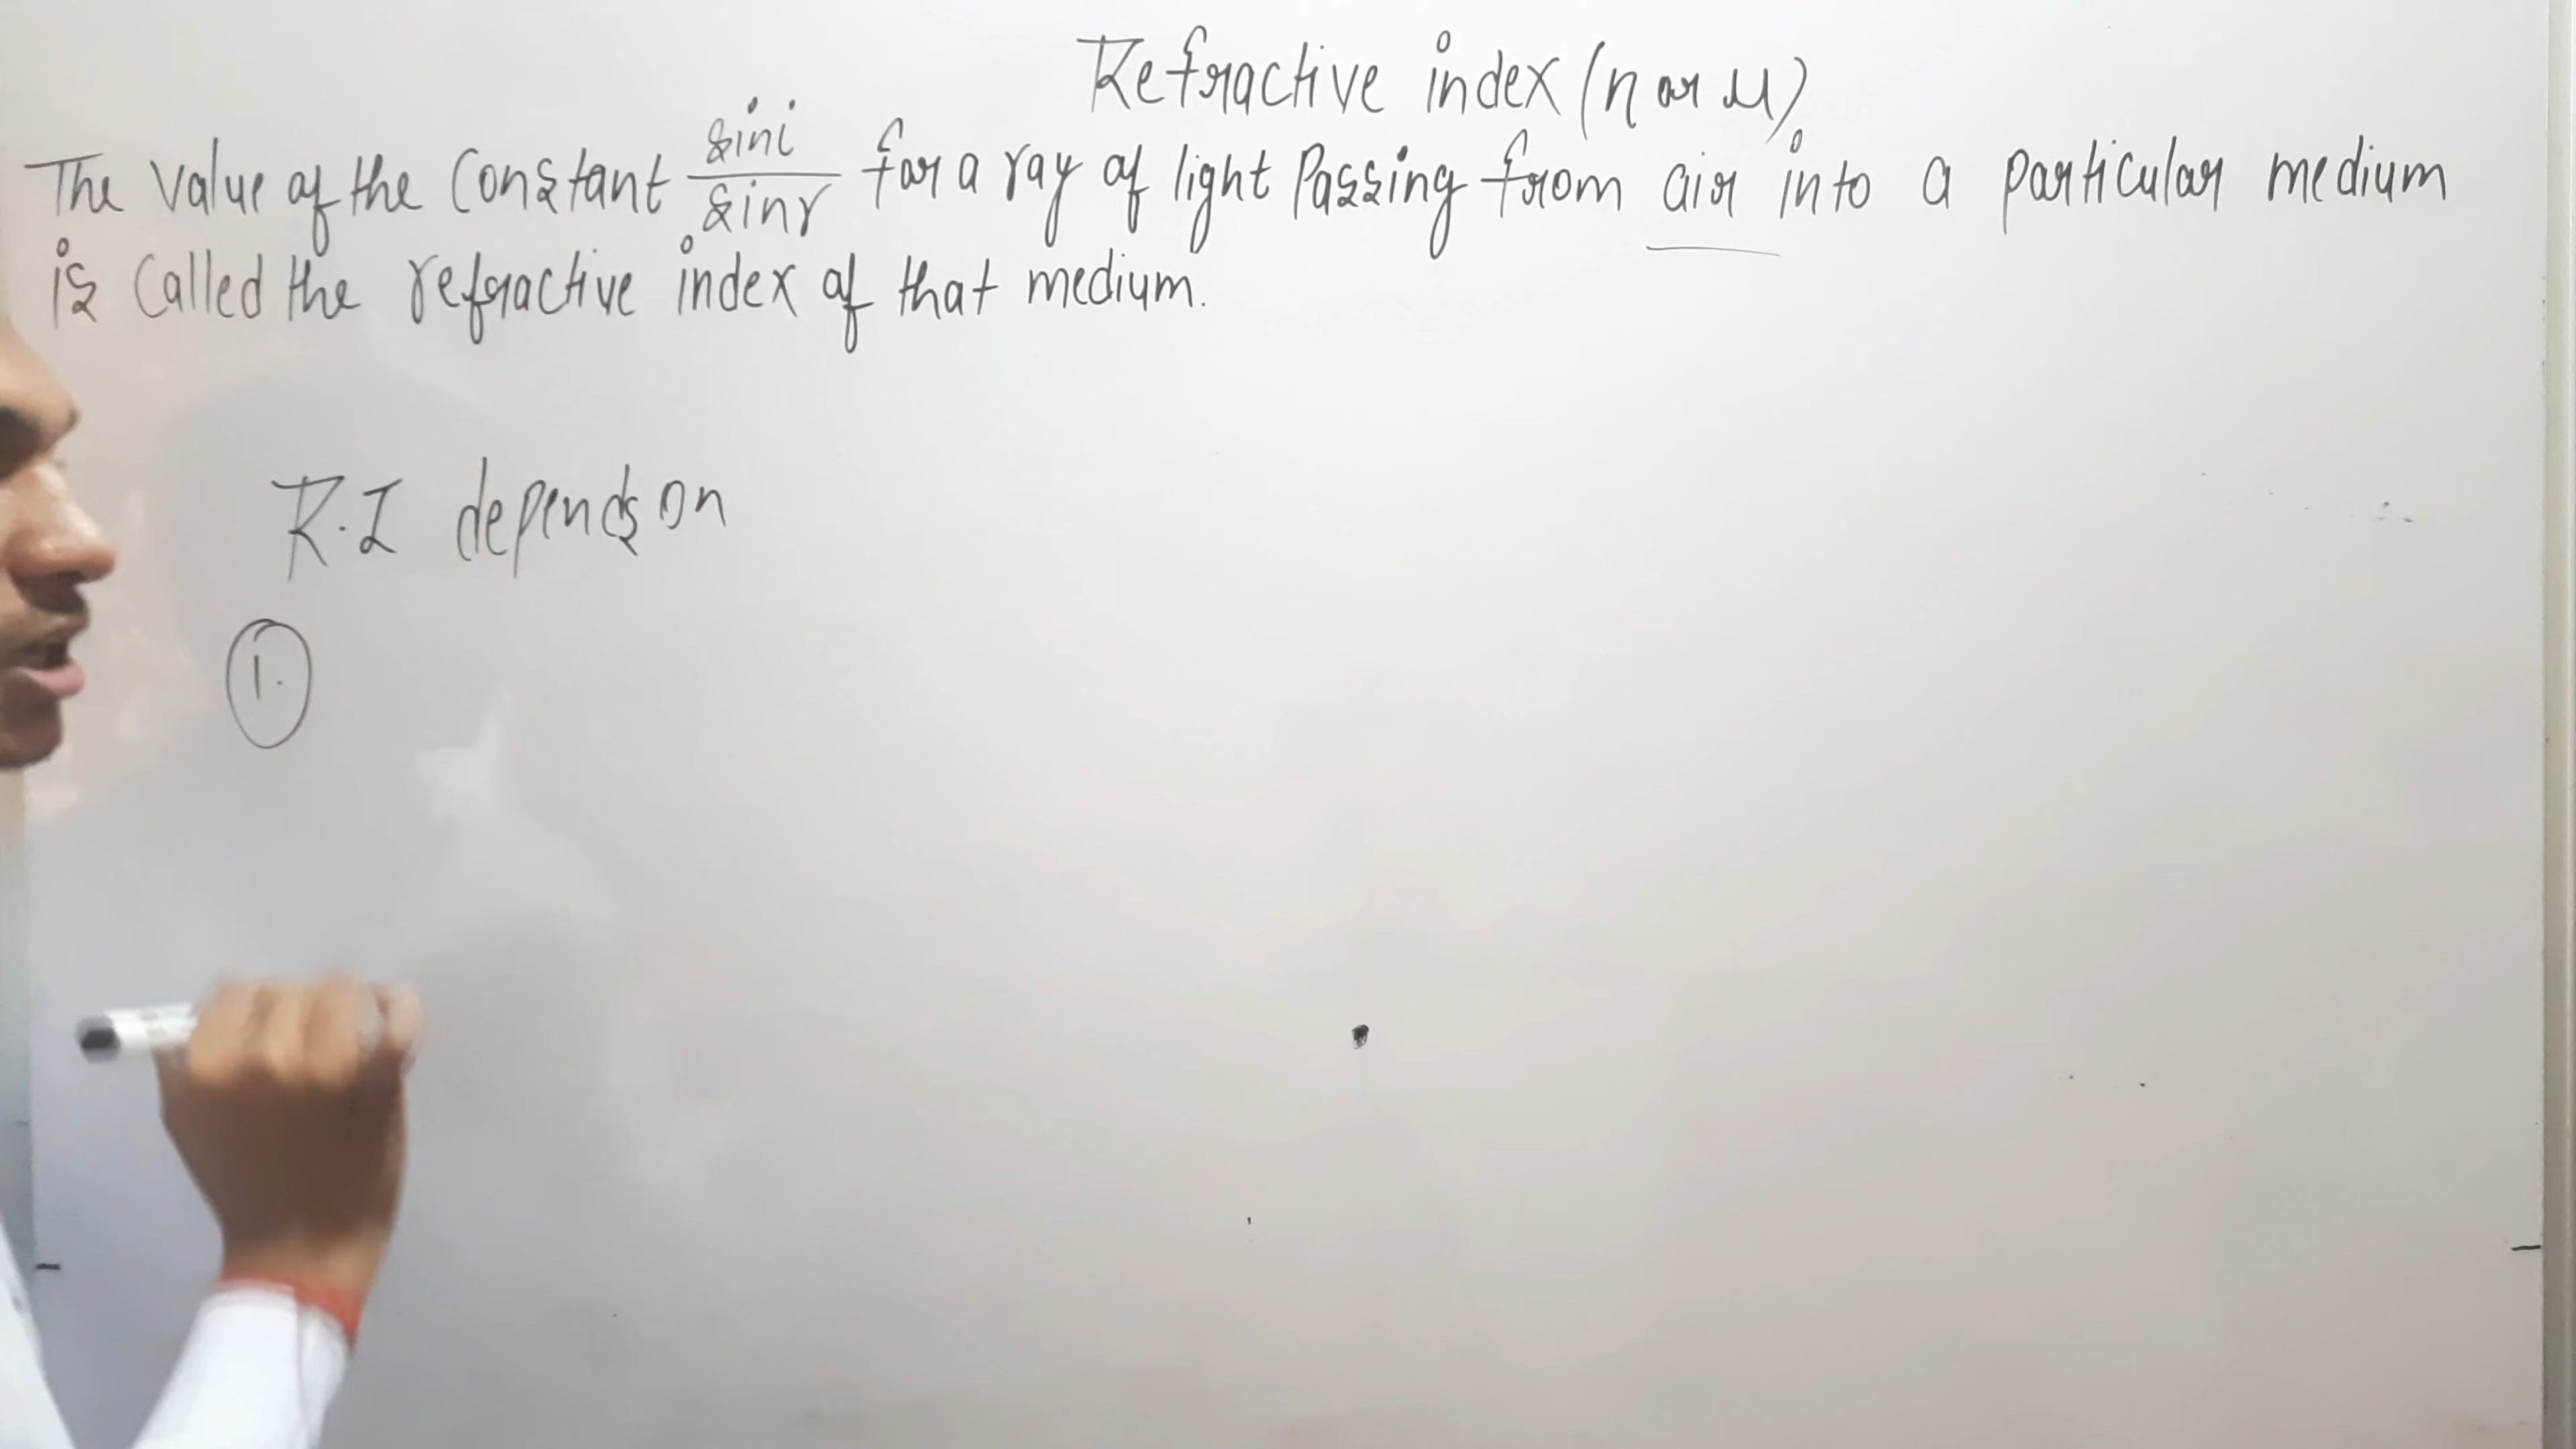 Refractive index (n or μ)
The value of the constant sini/sinr for a ray of light Passing from air into a particular medium
is called the refractive index of that medium.
R.I depends on
1.